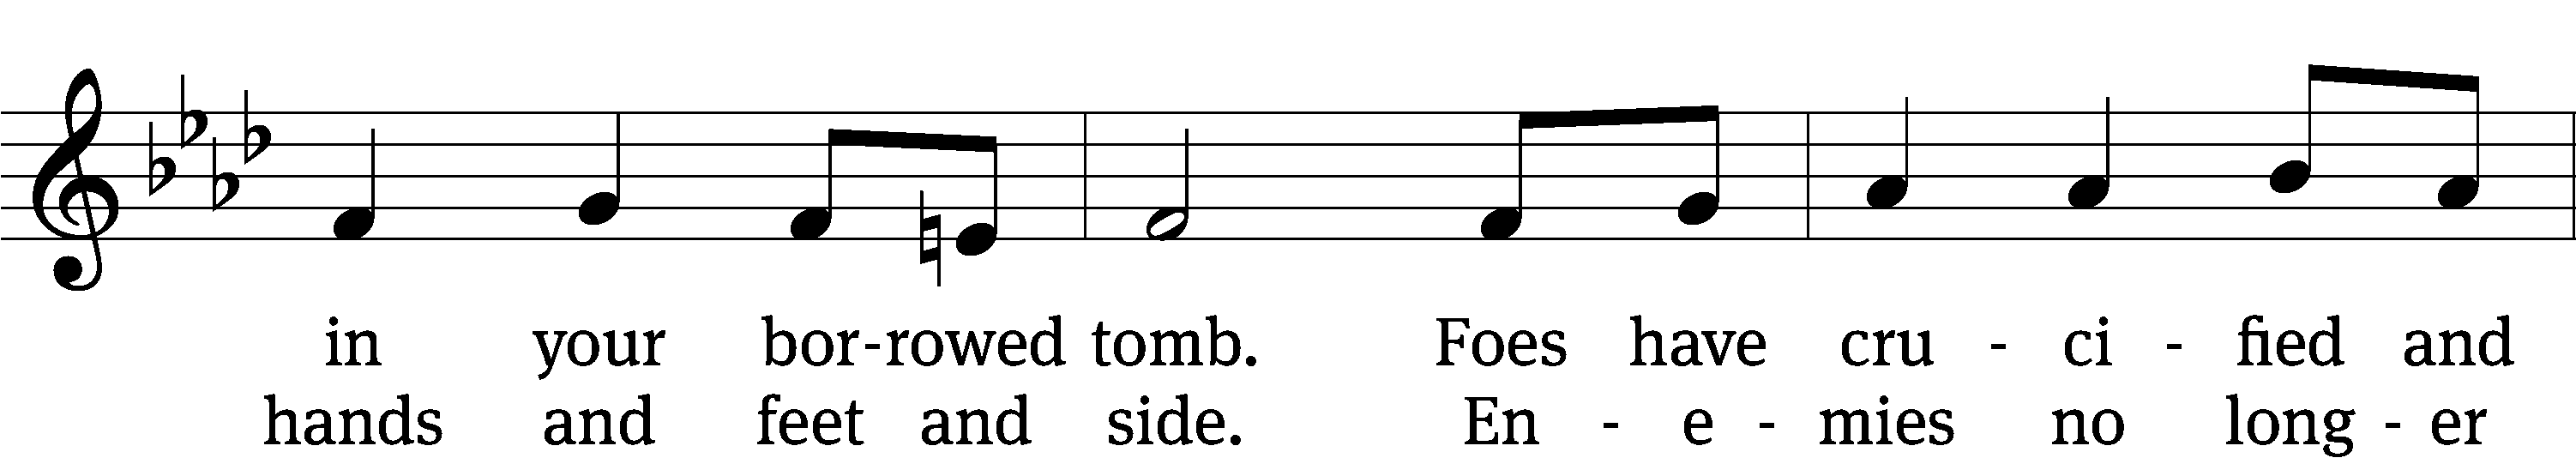 in your bor-rowed tomb. Foes have cru - ci - fied and
hands and feet and side. En - e - mies no long - er